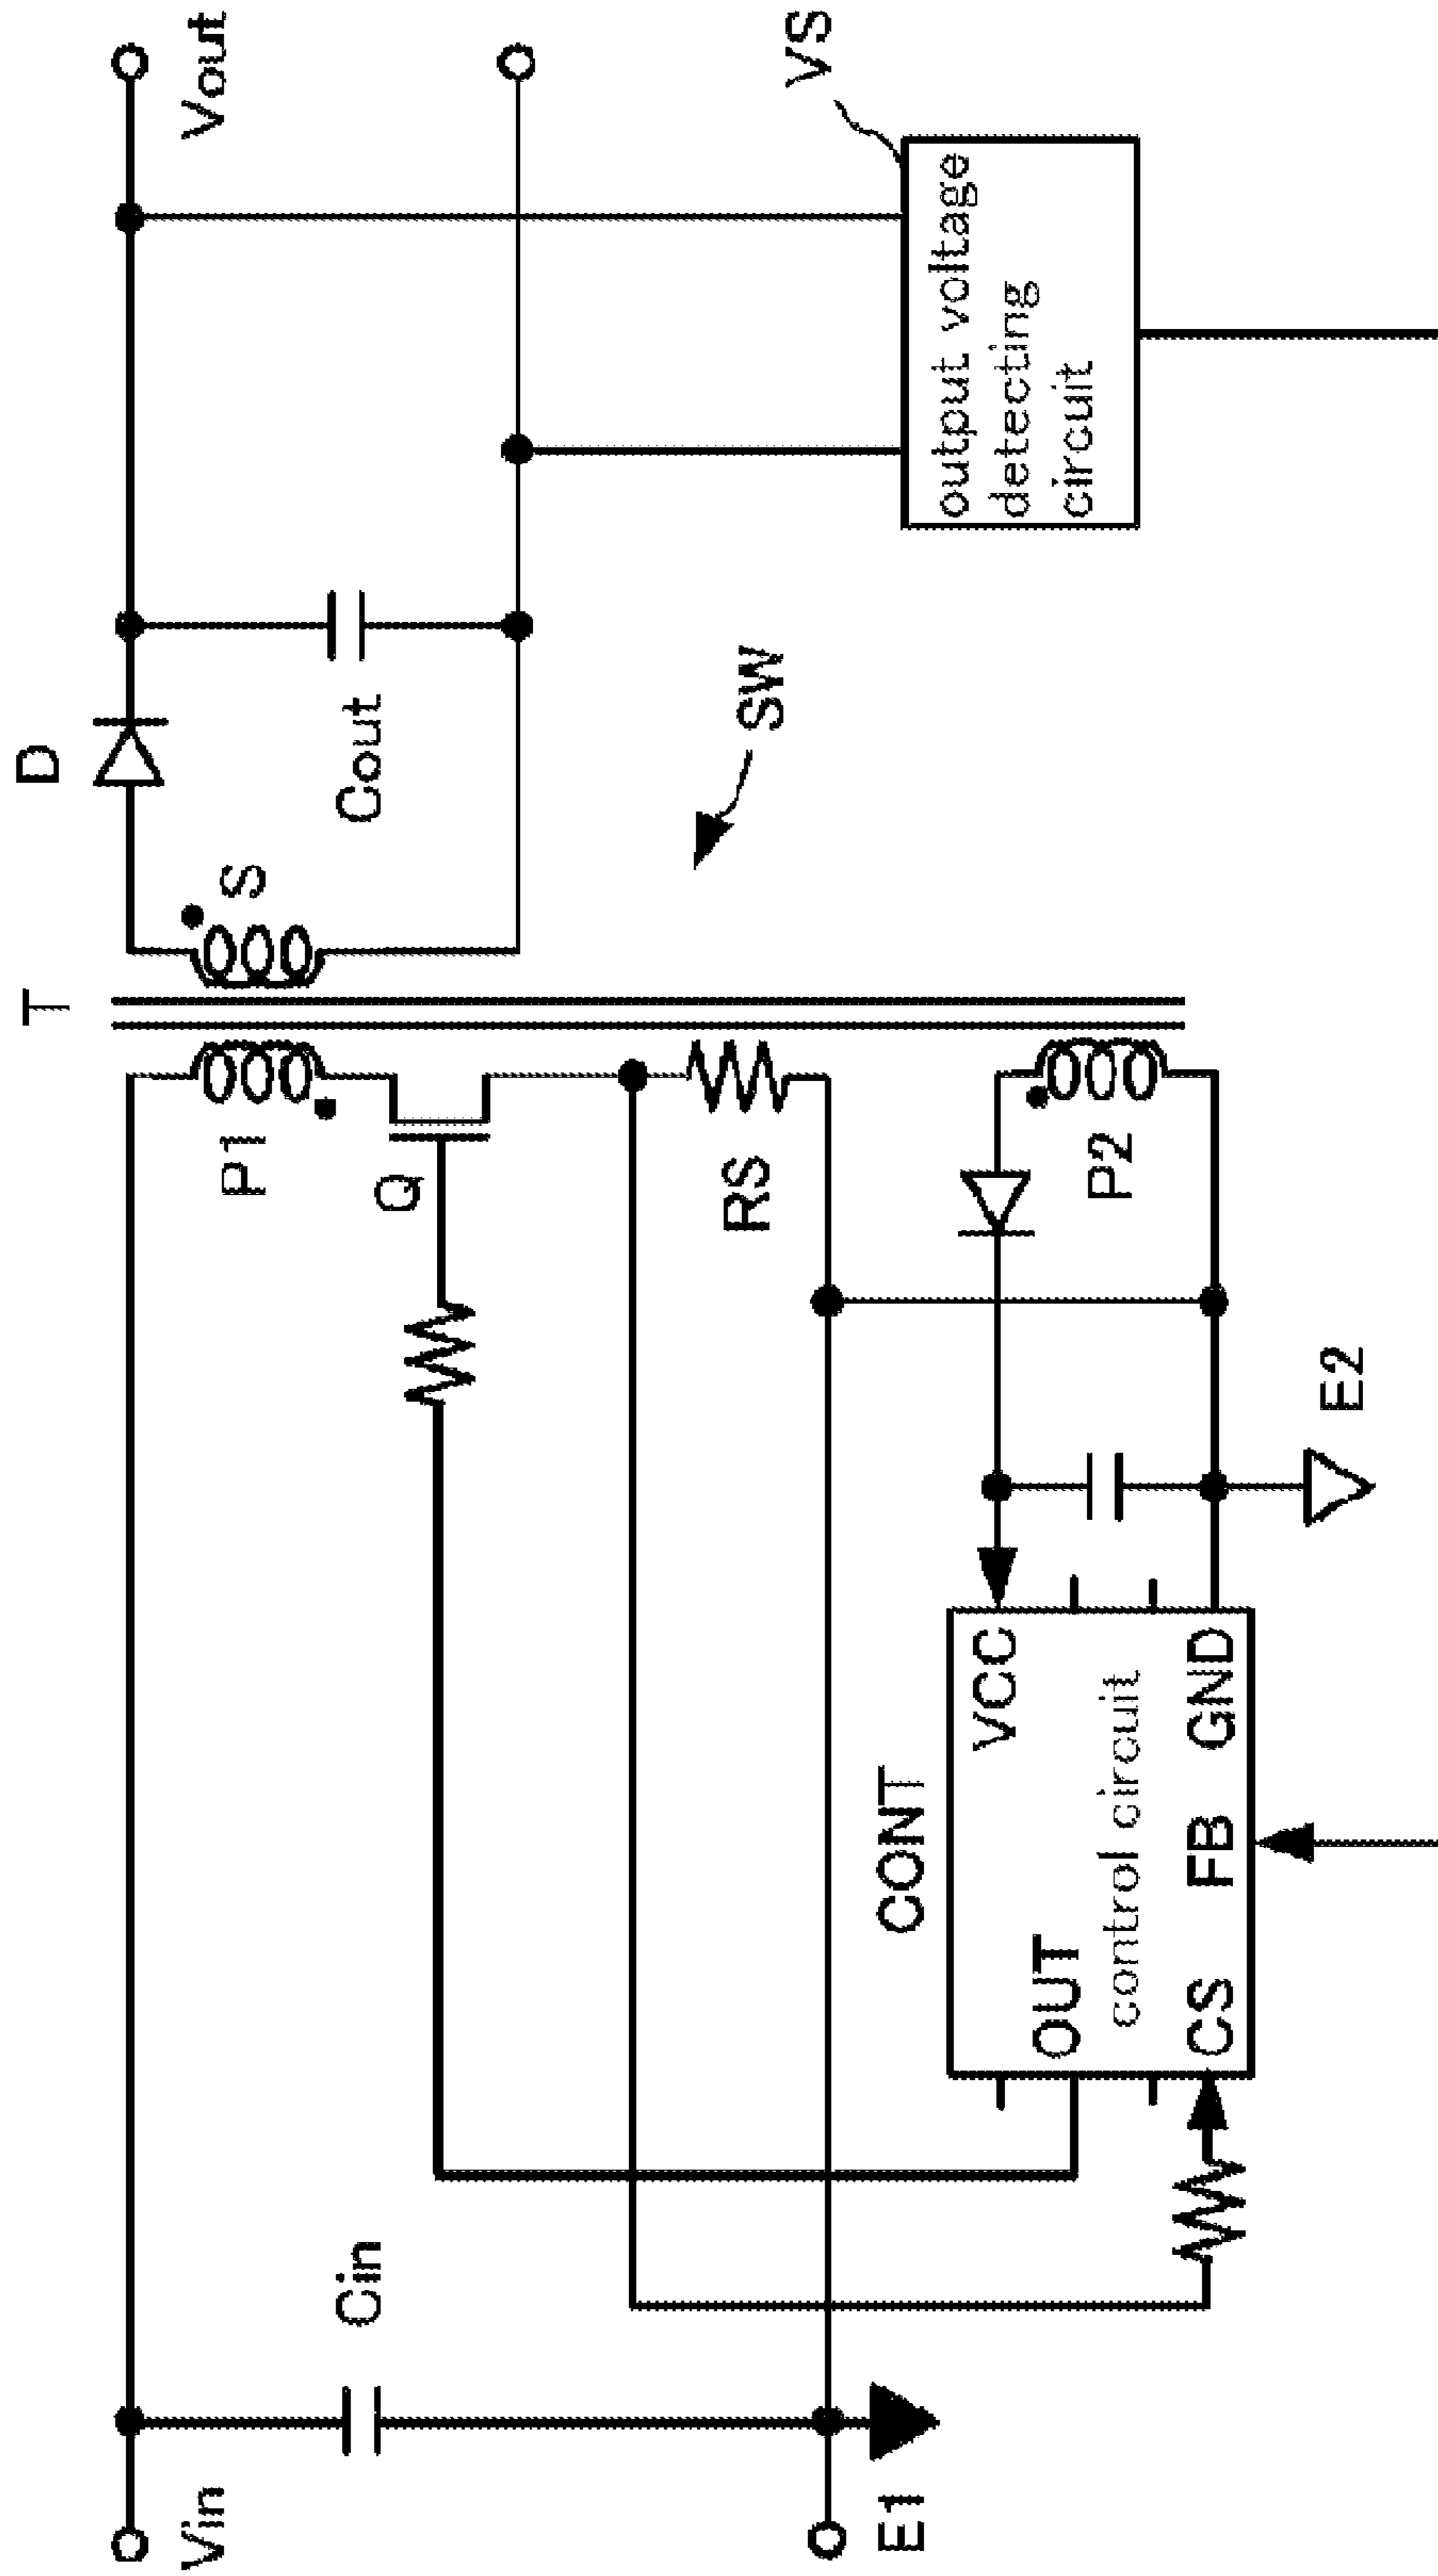 T
D
Vin
Cin
P1
S
Cout
Vout
Q
RS
SW
VS
E1
CONT
P2
E2
VCC
OUT
control circuit
CS
FB
GND
output voltage
detecting
circuit